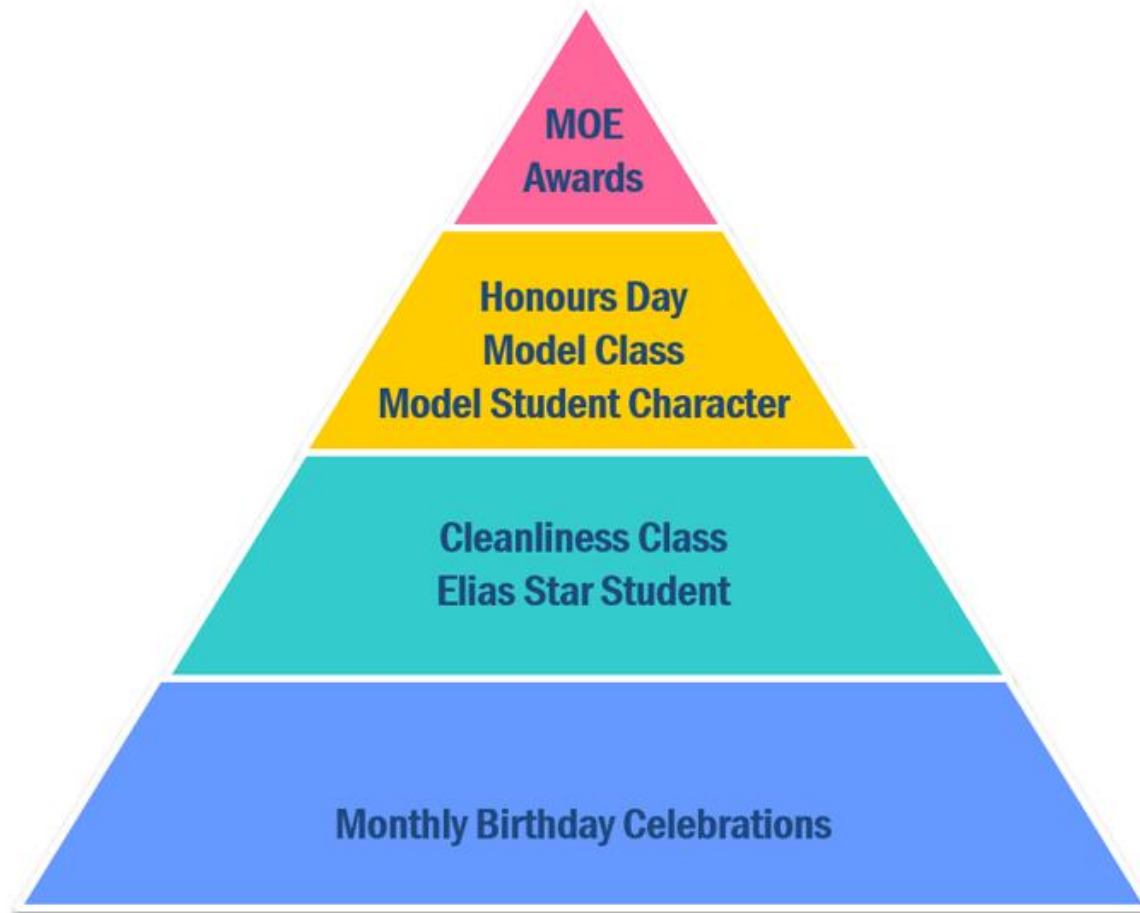 MOE
Awards
Honours Day
Model Class
Model Student Character
Cleanliness Class
Elias Star Student
Monthly Birthday Celebrations